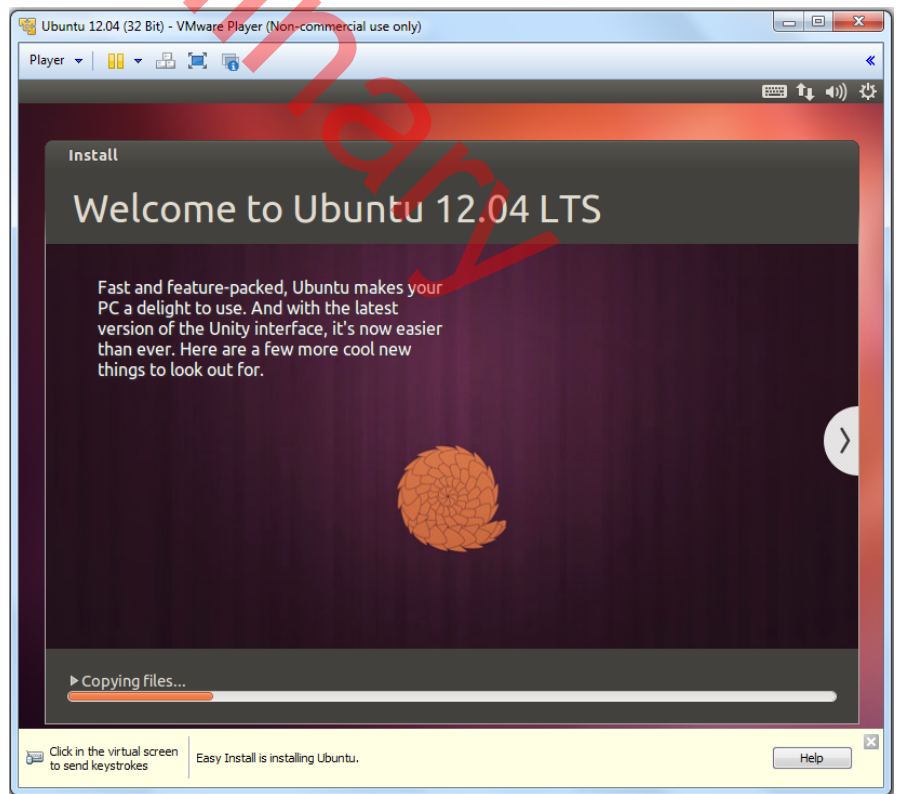 Ubuntu 12.04 (32 Bit) - VMware Player (Non-commercial use only)
Player
Install
Welcome to Ubuntu 12.04 LTS
Fast and feature-packed, Ubuntu makes your
PC a delight to use. And with the latest
version of the Unity interface, it's now easier
than ever. Here are a few more cool new
things to look out for.
Copying files...
Click in the virtual screen
to send keystrokes
Easy Install is installing Ubuntu.
Help